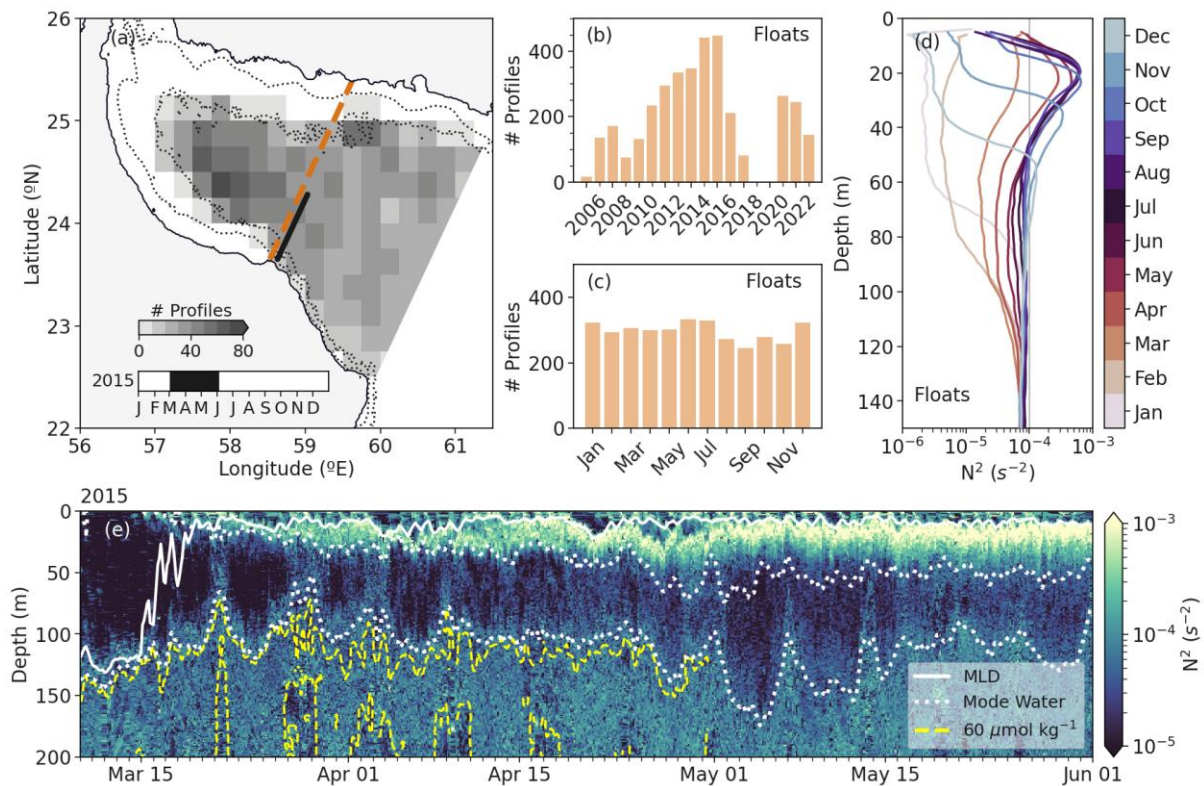 (a)
26
25
24
23
22
Latitude (ºN)
56 57 58 59 60 61
Longitude (ºE)
# Profiles
0 40 80
2015
J F M A M J J A S O N D
(b) Floats
400
200
0
# Profiles
2006 2008 2010 2012 2014 2016 2018 2020 2022
(c) Floats
400
200
0
# Profiles
Jan Mar May Jul Sep Nov
(d)
0
20
40
60
80
100
120
140
Depth (m)
Floats
10⁻⁶ 10⁻⁵ 10⁻⁴ 10⁻³
N² (s⁻²)
Dec
Nov
Oct
Sep
Aug
Jul
Jun
May
Apr
Mar
Feb
Jan
2015
(e)
0
50
100
150
200
Depth (m)
Mar 15 Apr 01 Apr 15 May 01 May 15 Jun 01
MLD
Mode Water
60 μmol kg⁻¹
10⁻³
10⁻⁴
10⁻⁵
N² (s⁻²)